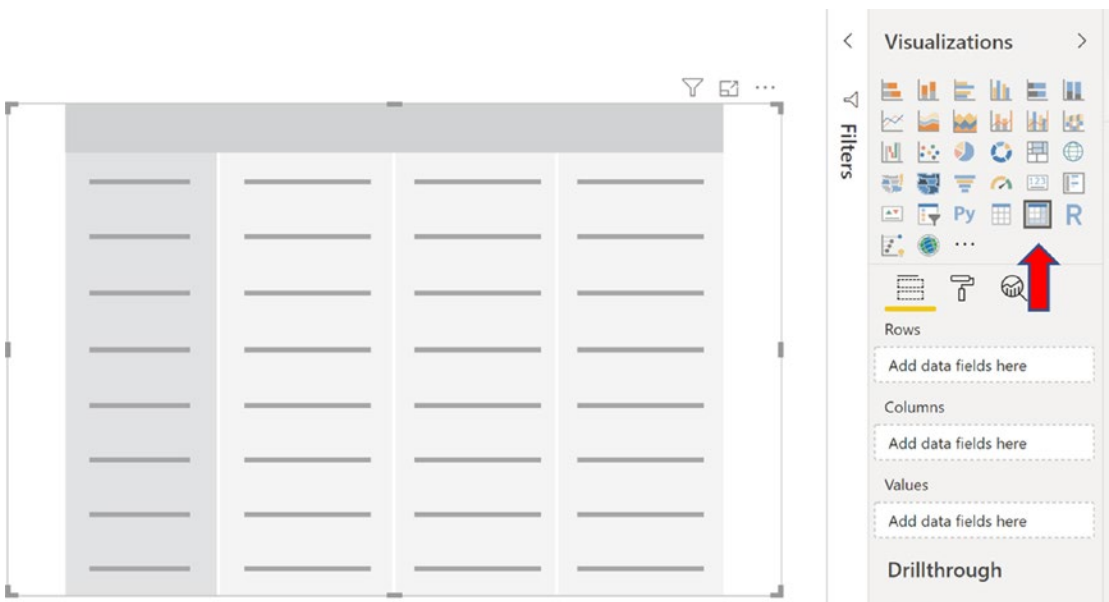 Visualizations
Filters
123
Py
R
Rows
Add data fields here
Columns
Add data fields here
Values
Add data fields here
Drillthrough